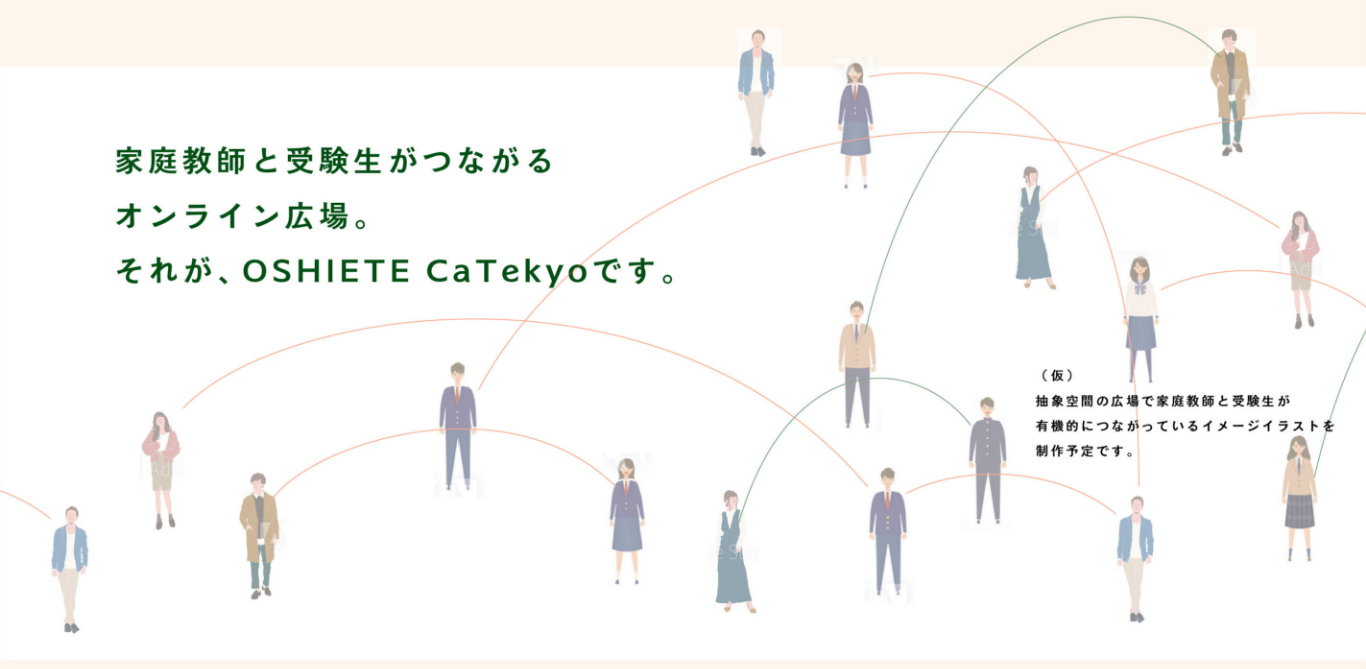 家庭教師と受験生がつながる
オンライン広場。
それが、OSHIETE CaTekyoです。
（仮）
抽象空間の広場で家庭教師と受験生が
有機的につながっているイメージイラストを
制作予定です。